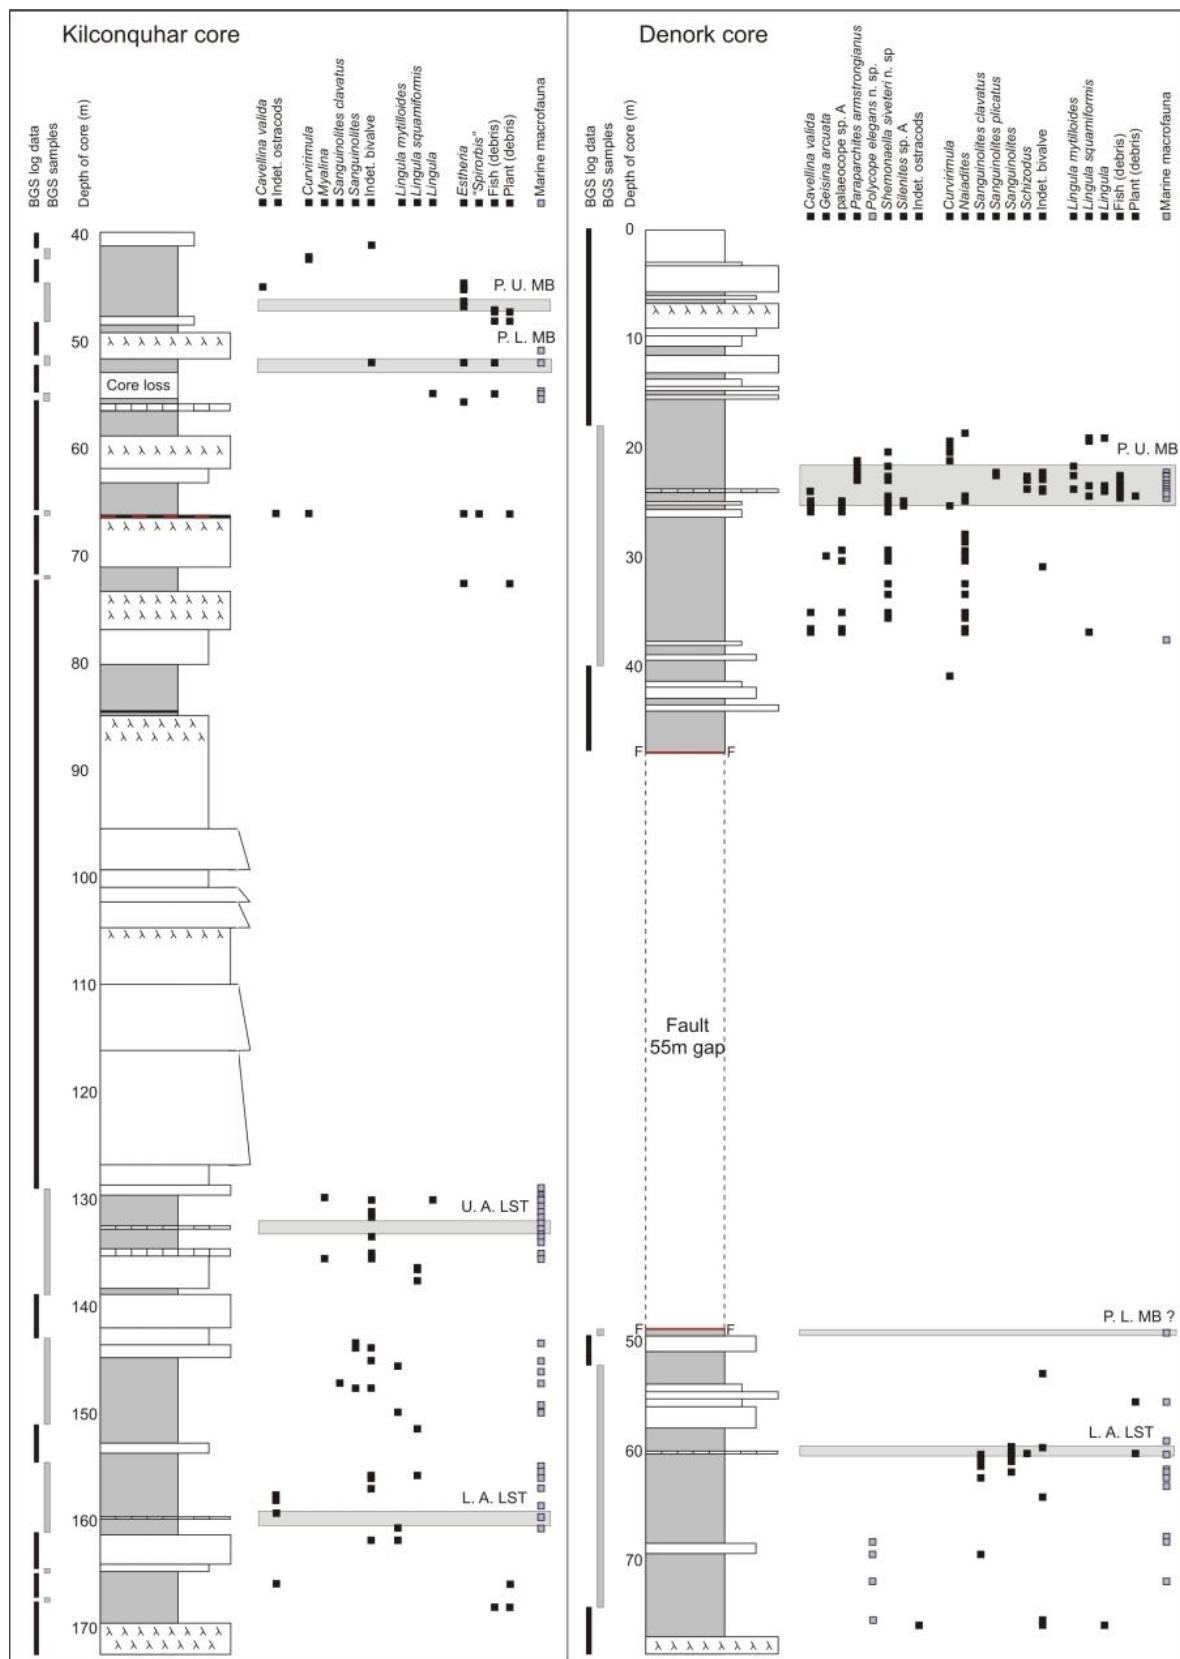 Kilconquhar core
BGS log data
BGS samples
Depth of core (m)
Cavellina valida
Indet. ostracods
Curvirimula
Myalina
Sanguinolites clavatus
Sanguinolites
Indet. bivalve
Lingula mytilloides
Lingula squamiformis
Lingula
Estheria
"Spirorbis"
Fish (debris)
Plant (debris)
Marine macrofauna
40
P. U. MB
50
P. L. MB
Core loss
60
70
80
90
100
110
120
130
U. A. LST
140
150
L. A. LST
160
170
Denork core
BGS log data
BGS samples
Depth of core (m)
Cavellina valida
Geisina arcuata
palaeocope sp. A
Paraparchites armstrongianus
Polycope elegans n. sp.
Shemonaella siveteri n. sp
Silenites sp. A
Indet. ostracods
Curvirimula
Naiadites
Sanguinolites clavatus
Sanguinolites plicatus
Sanguinolites
Schizodus
Indet. bivalve
Lingula mytilloides
Lingula squamiformis
Lingula
Fish (debris)
Plant (debris)
Marine macrofauna
0
10
20
P. U. MB
30
40
F F
Fault
55m gap
P. L. MB ?
F F
50
L. A. LST
60
70